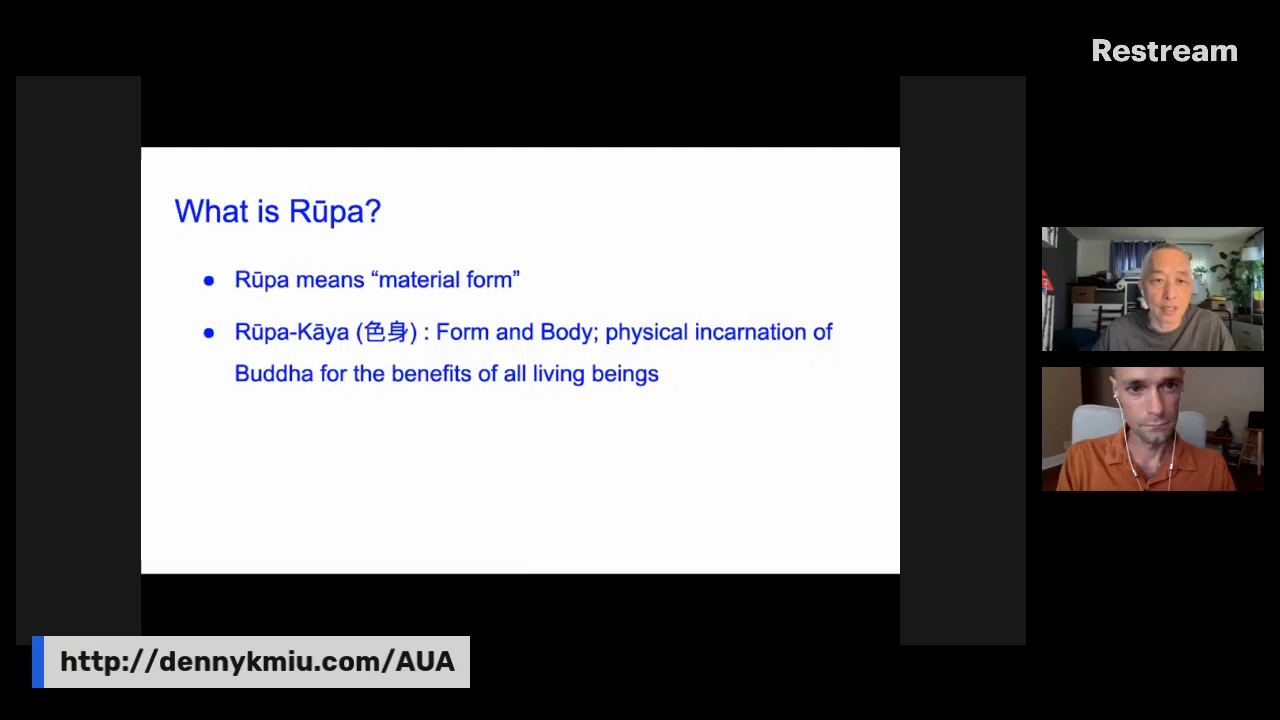 Restream
What is Rūpa?
● Rūpa means “material form”
● Rūpa-Kāya (色身) : Form and Body; physical incarnation of
Buddha for the benefits of all living beings
http://dennykmiu.com/AUA